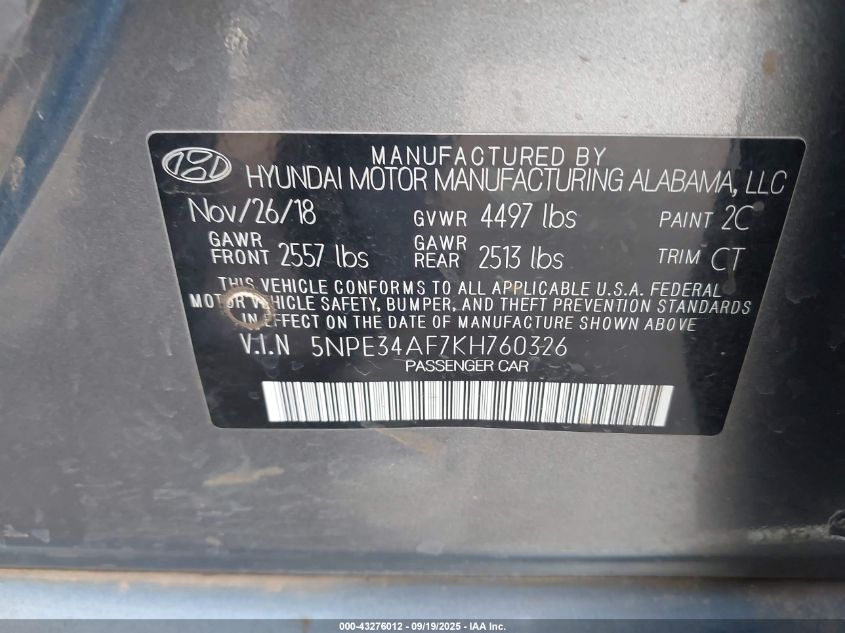 MANUFACTURED BY
HYUNDAI MOTOR MANUFACTURING ALABAMA, LLC
Nov/26/18 GVWR 4497 lbs PAINT 2C
GAWR FRONT 2557 lbs GAWR REAR 2513 lbs TRIM CT
THIS VEHICLE CONFORMS TO ALL APPLICABLE U.S.A. FEDERAL
MOTOR VEHICLE SAFETY, BUMPER, AND THEFT PREVENTION STANDARDS
IN EFFECT ON THE DATE OF MANUFACTURE SHOWN ABOVE
V.I.N 5NPE34AF7KH760326
PASSENGER CAR
000-43276012 - 09/19/2025 - IAA Inc.